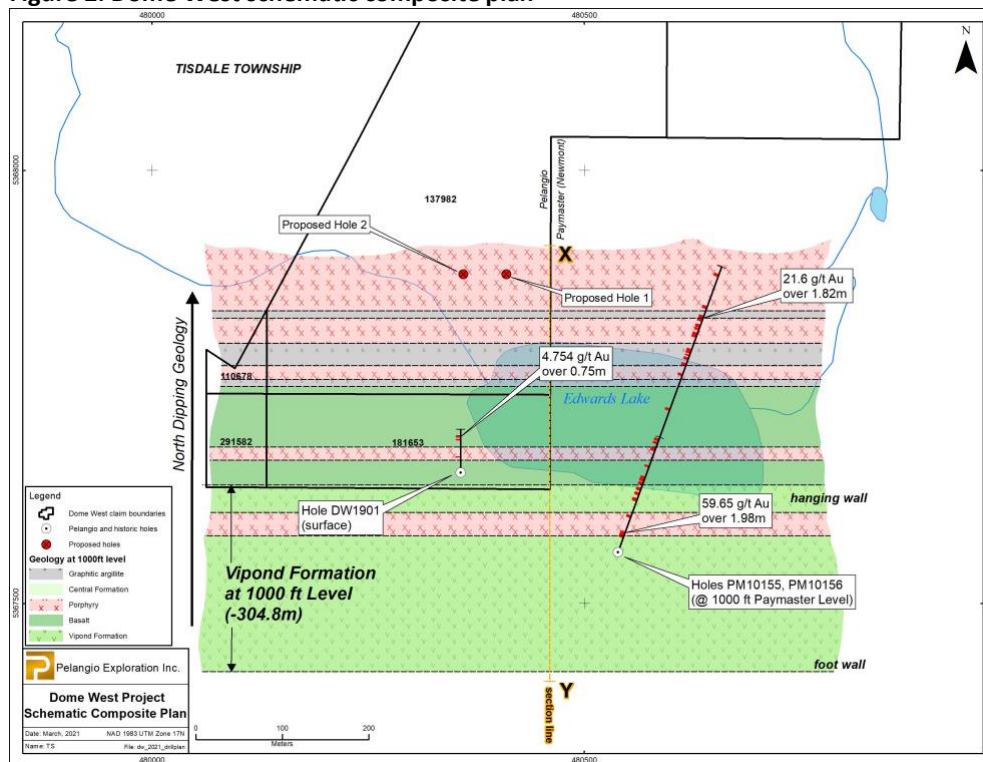 Figure 2. Dome West schematic composite plan
480000
480500
N
TISDALE TOWNSHIP
5368000
137982
Pelangio
Paymaster (Newmont)
Proposed Hole 2
X
Proposed Hole 1
21.6 g/t Au
over 1.82m
4.754 g/t Au
over 0.75m
North Dipping Geology
110678
Edwards Lake
291582
181653
Legend
Dome West claim boundaries
Pelangio and historic holes
Proposed holes
Geology at 1000ft level
Graphitic argillite
Central Formation
Porphyry
Basalt
Vipond Formation
hanging wall
Hole DW1901
(surface)
59.65 g/t Au
over 1.98m
Vipond Formation
at 1000 ft Level
(-304.8m)
Holes PM10155, PM10156
(@ 1000 ft Paymaster Level)
5367500
foot wall
Pelangio Exploration Inc.
Dome West Project
Schematic Composite Plan
Date: March, 2021 NAD 1983 UTM Zone 17N
Name: TS File: dw_2021_drillplan
Y
section line
0 100 200
Meters
480000
480500